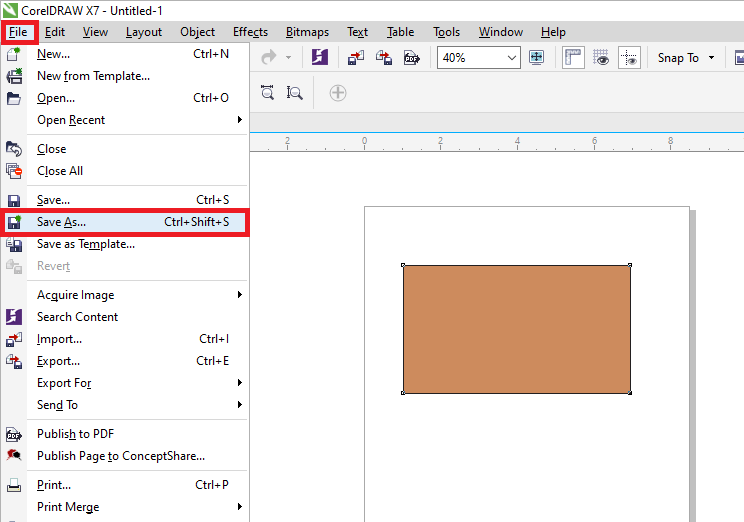 CorelDRAW X7 - Untitled-1
File Edit View Layout Object Effects Bitmaps Text Table Tools Window Help
New... Ctrl+N
New from Template...
Open... Ctrl+O
Open Recent
Close
Close All
Save... Ctrl+S
Save As... Ctrl+Shift+S
Save as Template...
Revert
Acquire Image
Search Content
Import... Ctrl+I
Export... Ctrl+E
Export For
Send To
Publish to PDF
Publish Page to ConceptShare...
Print... Ctrl+P
Print Merge
PDF 40% Snap To
2 0 2 4 6 8